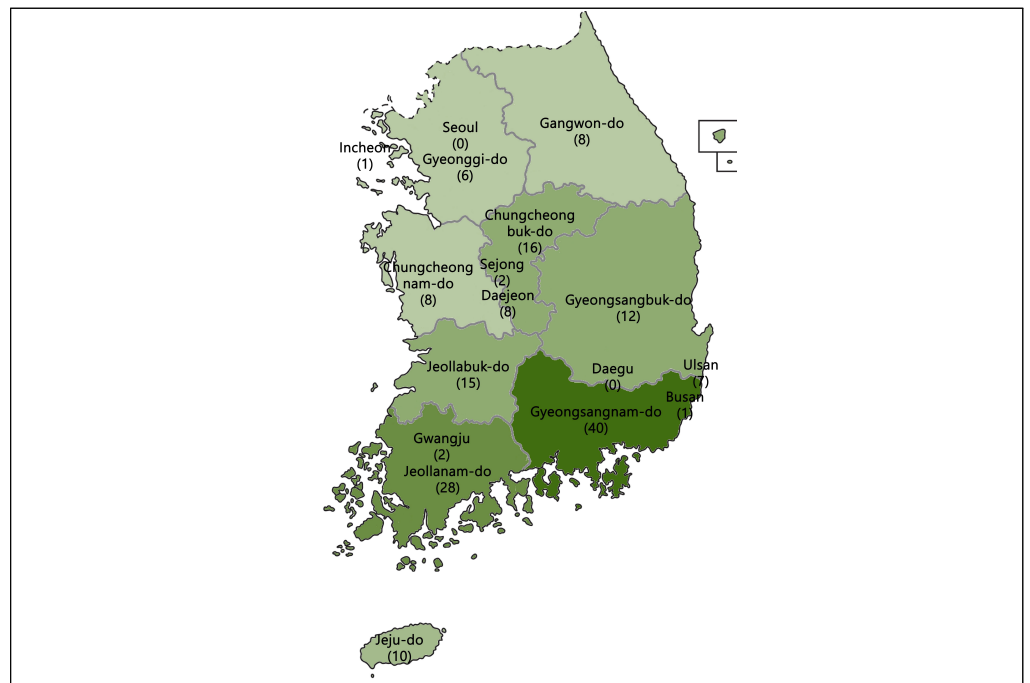 Seoul
(0)
Gyeonggi-do
(6)
Gangwon-do
(8)
Incheon
(1)
Chungcheong
buk-do
(16)
Sejong
(2)
Daejeon
(8)
Chungcheong
nam-do
(8)
Gyeongsangbuk-do
(12)
Jeollabuk-do
(15)
Daegu
(0)
Ulsan
(7)
Busan
(1)
Gyeongsangnam-do
(40)
Gwangju
(2)
Jeollanam-do
(28)
Jeju-do
(10)